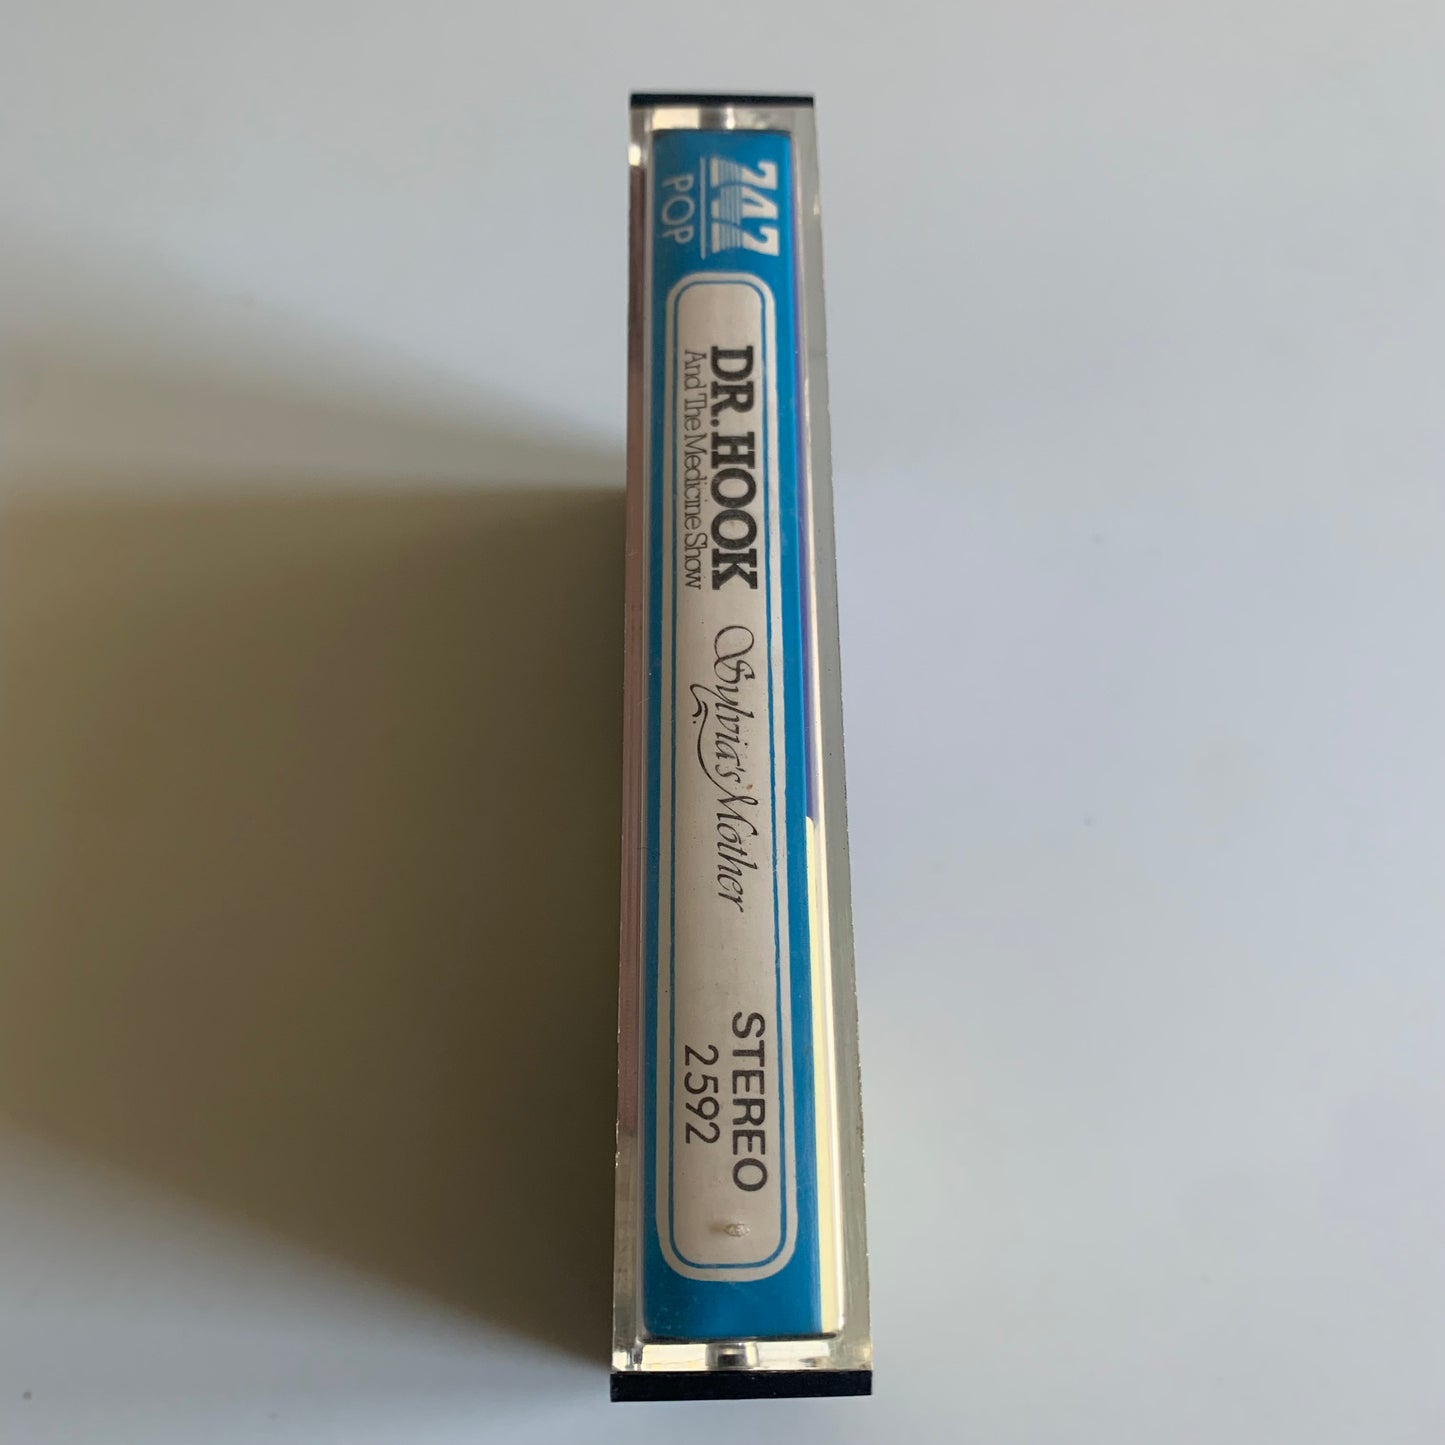 747
POP
DR. HOOK
And The Medicine Show
Sylvia's Mother
STEREO
2592